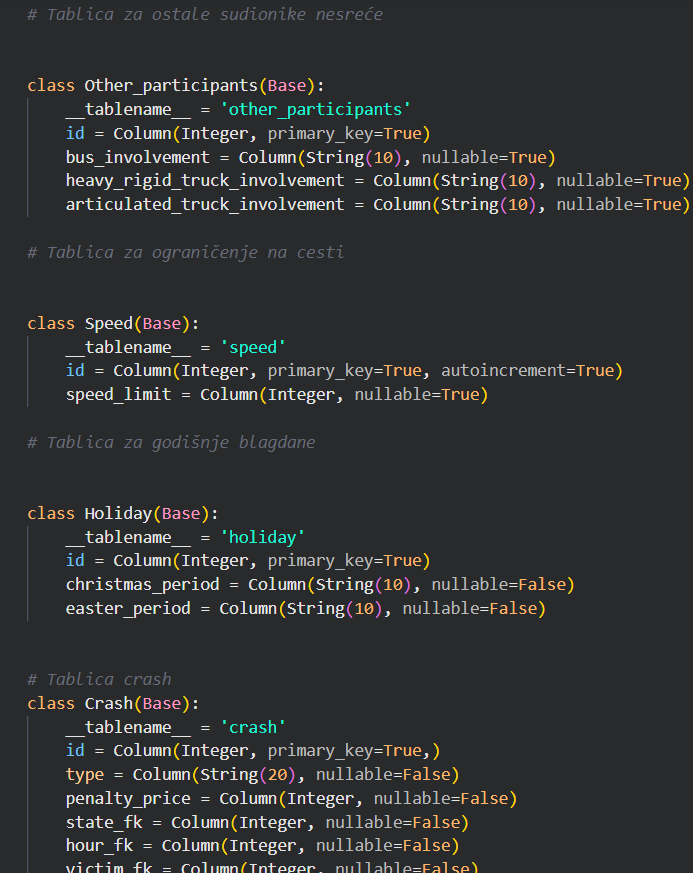 # Tablica za ostale sudionike nesreće
class Other_participants(Base):
__tablename__ = 'other_participants'
id = Column(Integer, primary_key=True)
bus_involvement = Column(String(10), nullable=True)
heavy_rigid_truck_involvement = Column(String(10), nullable=True)
articulated_truck_involvement = Column(String(10), nullable=True)
# Tablica za ograničenje na cesti
class Speed(Base):
__tablename__ = 'speed'
id = Column(Integer, primary_key=True, autoincrement=True)
speed_limit = Column(Integer, nullable=True)
# Tablica za godišnje blagdane
class Holiday(Base):
__tablename__ = 'holiday'
id = Column(Integer, primary_key=True)
christmas_period = Column(String(10), nullable=False)
easter_period = Column(String(10), nullable=False)
# Tablica crash
class Crash(Base):
__tablename__ = 'crash'
id = Column(Integer, primary_key=True,)
type = Column(String(20), nullable=False)
penalty_price = Column(Integer, nullable=False)
state_fk = Column(Integer, nullable=False)
hour_fk = Column(Integer, nullable=False)
victim_fk = Column(Integer, nullable=False)